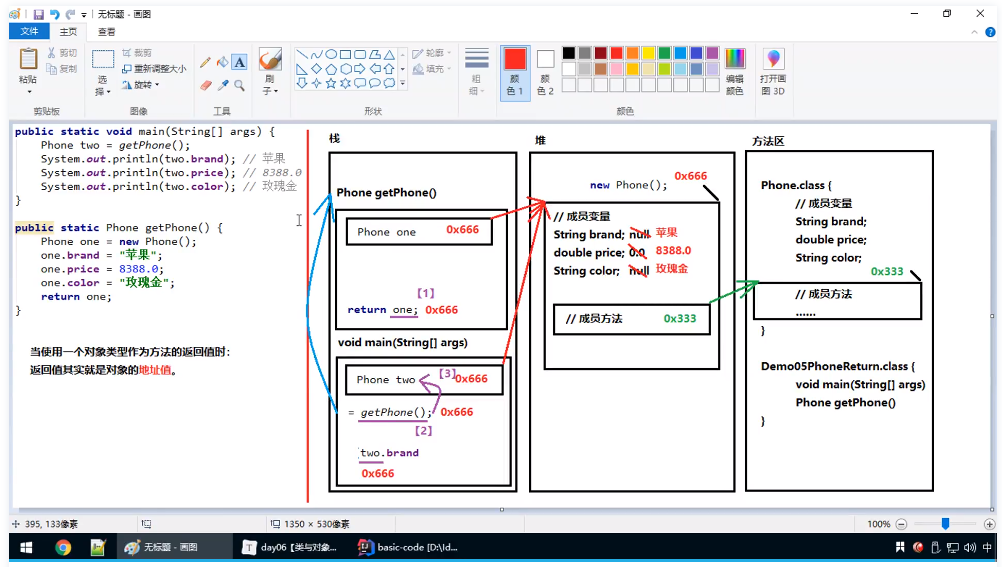 无标题 - 画图
文件 主页 查看
粘贴
剪切
复制
剪贴板
选择
裁剪
重新调整大小
旋转
图像
A
工具
刷子
轮廓
填充
形状
粗细
颜色 1
颜色 2
颜色
编辑颜色
打开画图 3D
public static void main(String[] args) {
Phone two = getPhone();
System.out.println(two.brand); // 苹果
System.out.println(two.price); // 8388.0
System.out.println(two.color); // 玫瑰金
}
public static Phone getPhone() {
Phone one = new Phone();
one.brand = "苹果";
one.price = 8388.0;
one.color = "玫瑰金";
return one;
}
当使用一个对象类型作为方法的返回值时：
返回值其实就是对象的地址值。
栈
Phone getPhone()
Phone one 0x666
【1】
return one; 0x666
void main(String[] args)
Phone two 【3】 0x666
= getPhone(); 0x666
【2】
two.brand
0x666
堆
new Phone(); 0x666
// 成员变量
String brand; null 苹果
double price; 0.0 8388.0
String color; null 玫瑰金
// 成员方法 0x333
方法区
Phone.class {
// 成员变量
String brand;
double price;
String color;
0x333
// 成员方法
......
}
Demo05PhoneReturn.class {
void main(String[] args)
Phone getPhone()
}
395, 133像素
1350 × 530像素
100%
无标题 - 画图
T day06【类与对象...
basic-code [D:\Id...
中